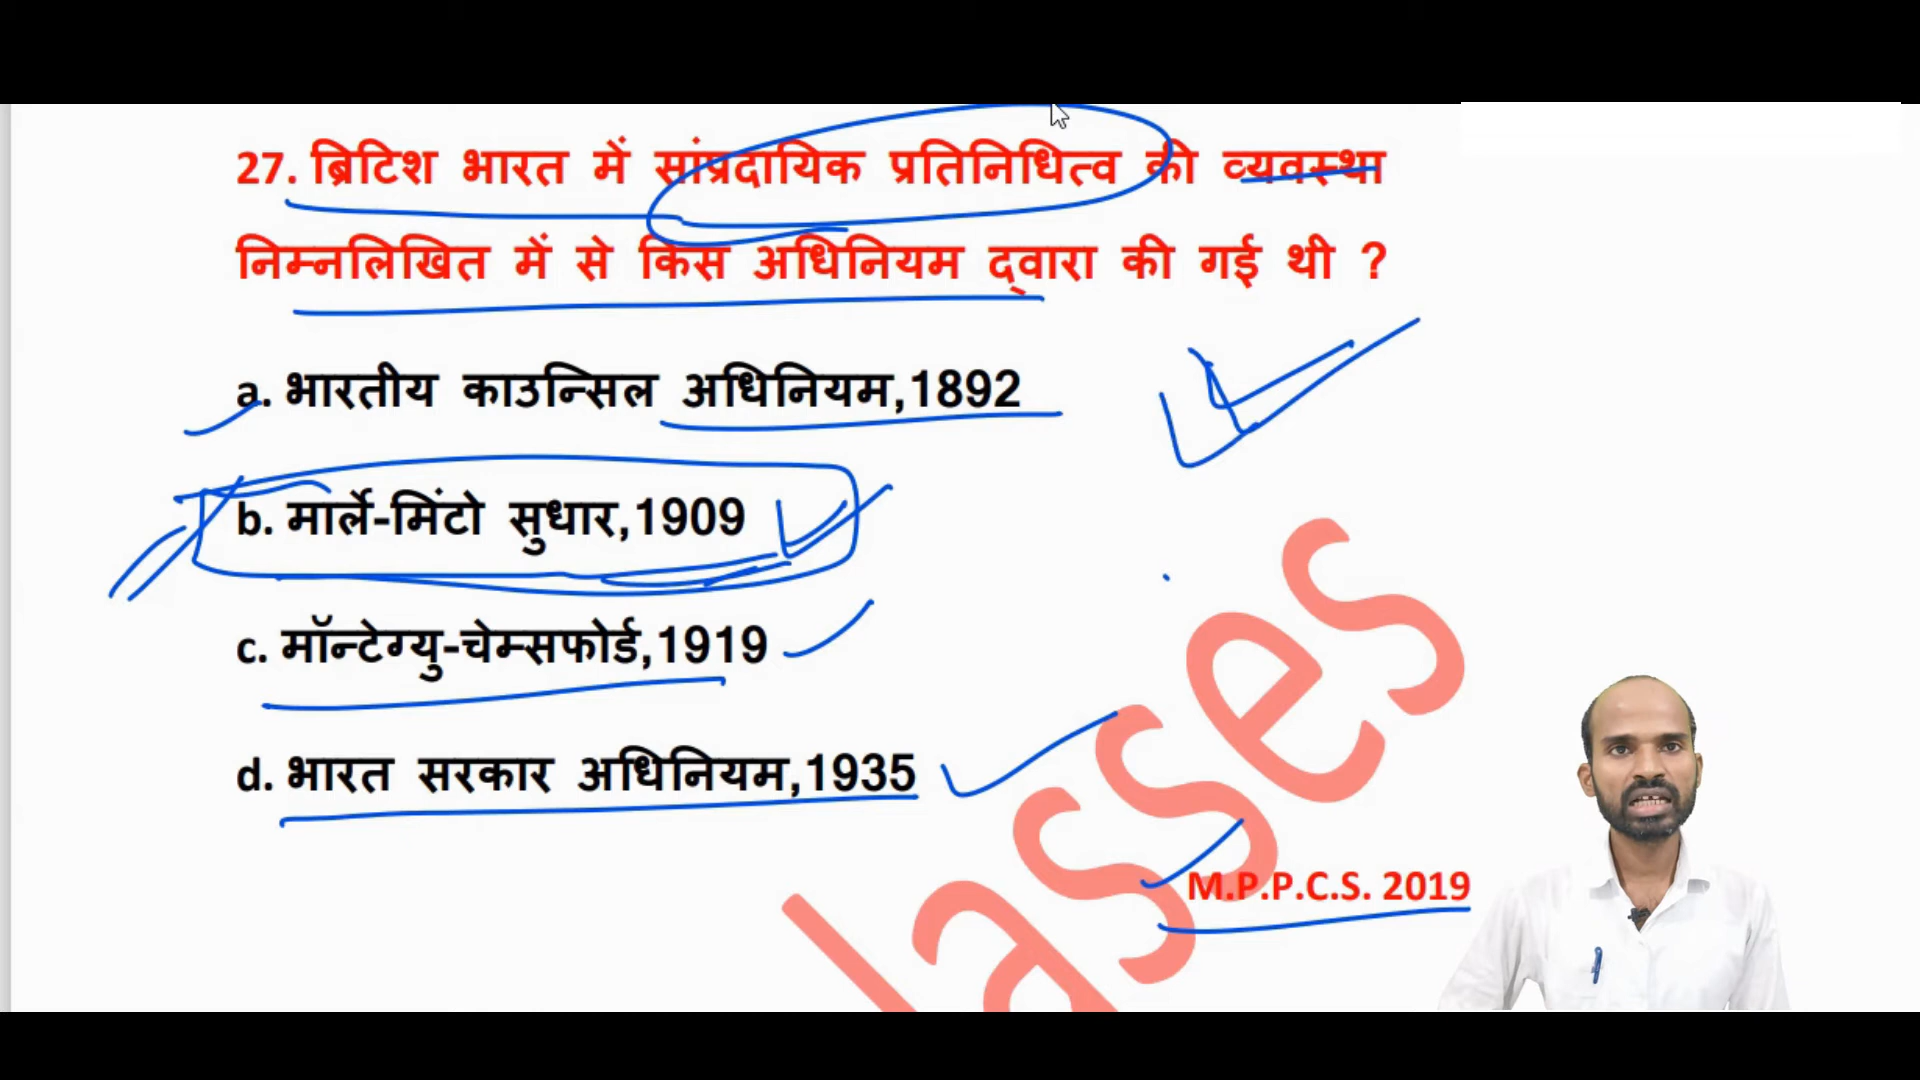 27. ब्रिटिश भारत में सांप्रदायिक प्रतिनिधित्व की व्यवस्था
निम्नलिखित में से किस अधिनियम द्वारा की गई थी ?
a. भारतीय काउन्सिल अधिनियम,1892
b. मार्ले-मिंटो सुधार,1909
c. मॉन्टेग्यु-चेम्सफोर्ड,1919
d. भारत सरकार अधिनियम,1935
lasses
M.P.P.C.S. 2019